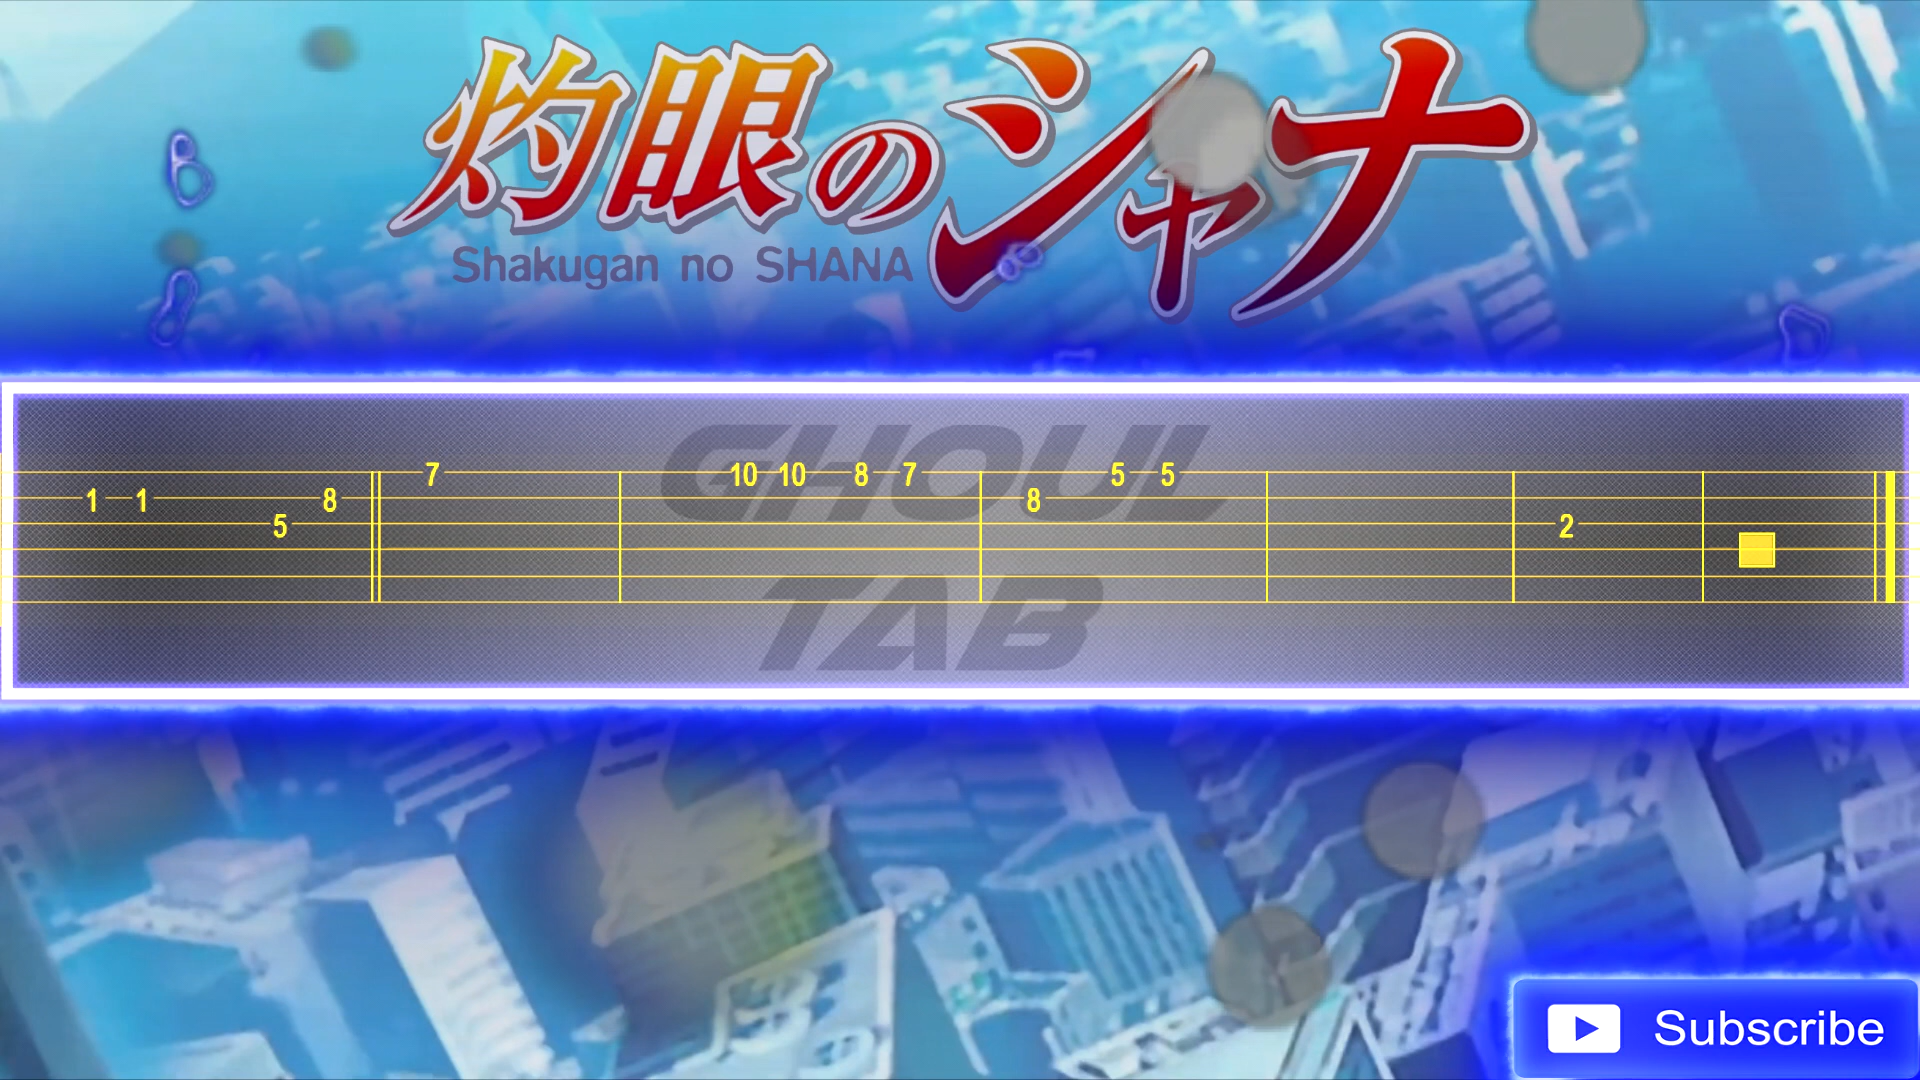 灼眼のシャナ
Shakugan no SHANA
GHOUL
7 10 10 8 7 5 5
1 1 8 8
5 2
TAB
Subscribe